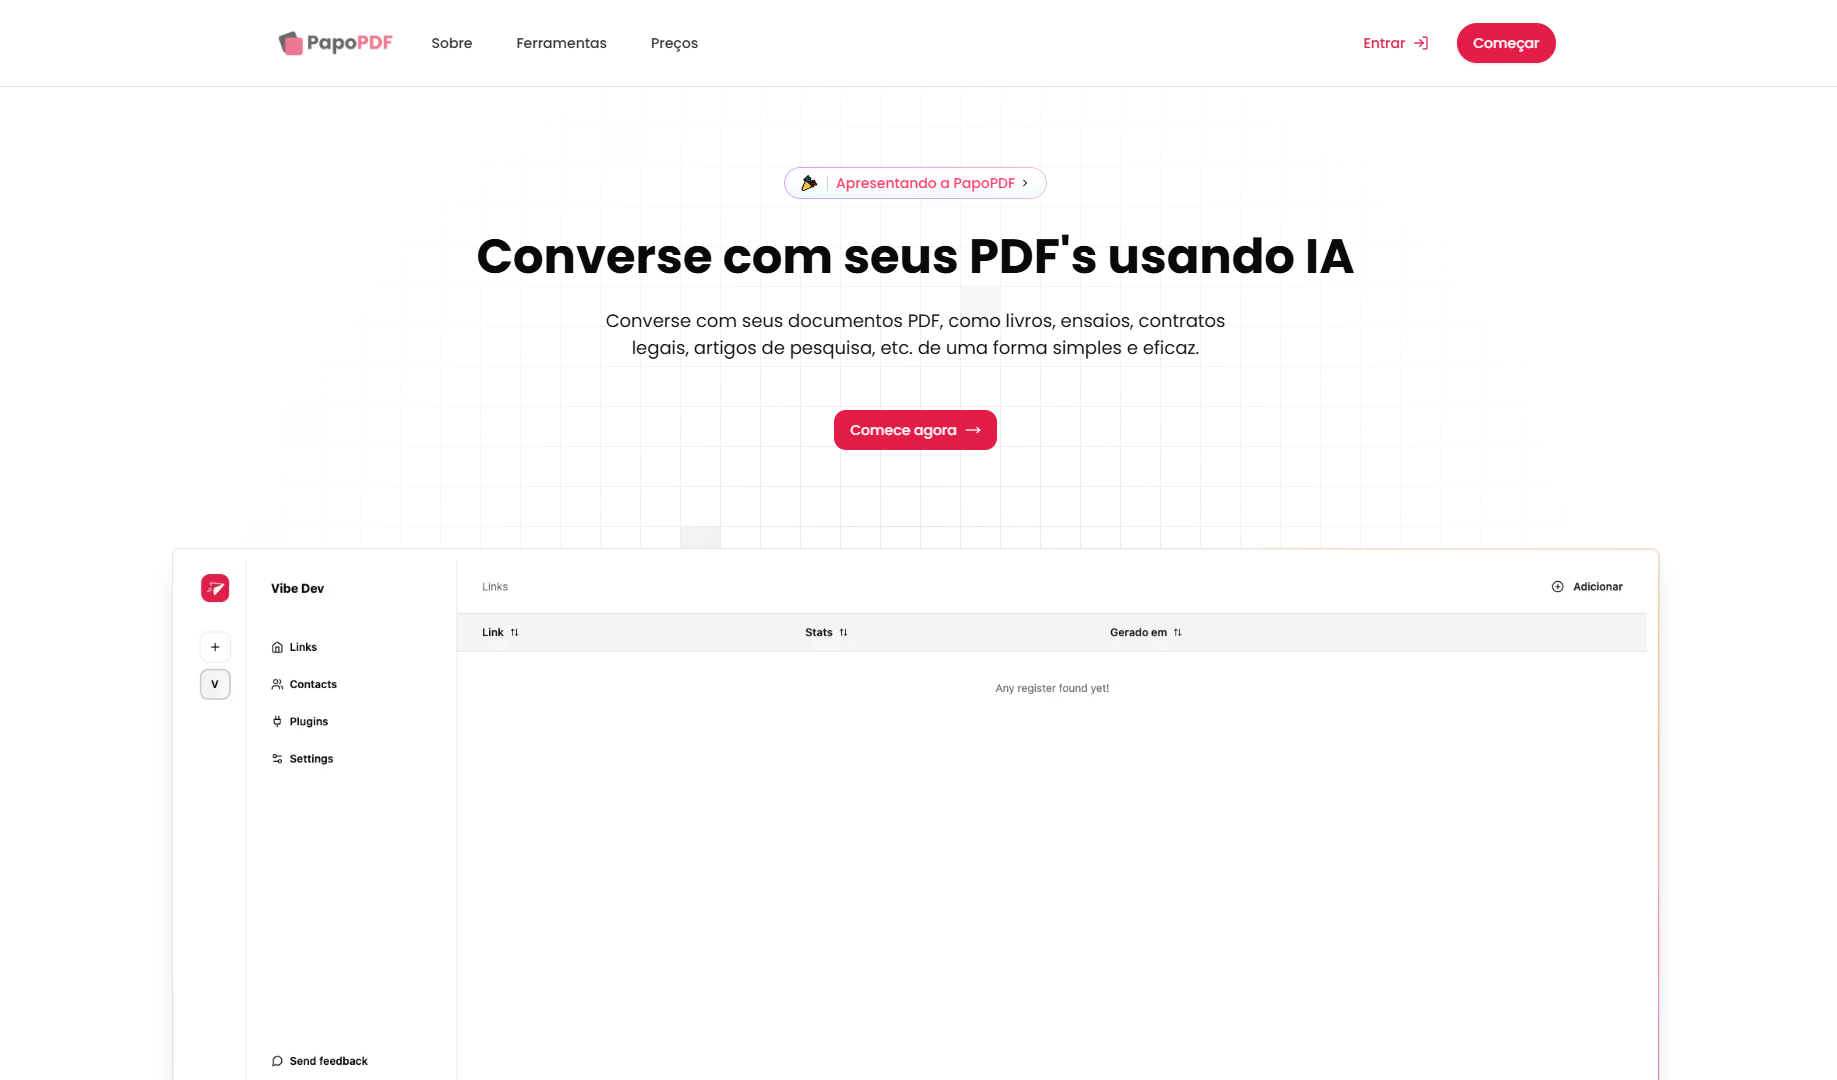 PapoPDF Sobre Ferramentas Preços Entrar Começar
Apresentando a PapoPDF
Converse com seus PDF's usando IA
Converse com seus documentos PDF, como livros, ensaios, contratos
legais, artigos de pesquisa, etc. de uma forma simples e eficaz.
Comece agora
Vibe Dev
Links
Adicionar
Link Stats Gerado em
Any register found yet!
+
V
Links
Contacts
Plugins
Settings
Send feedback